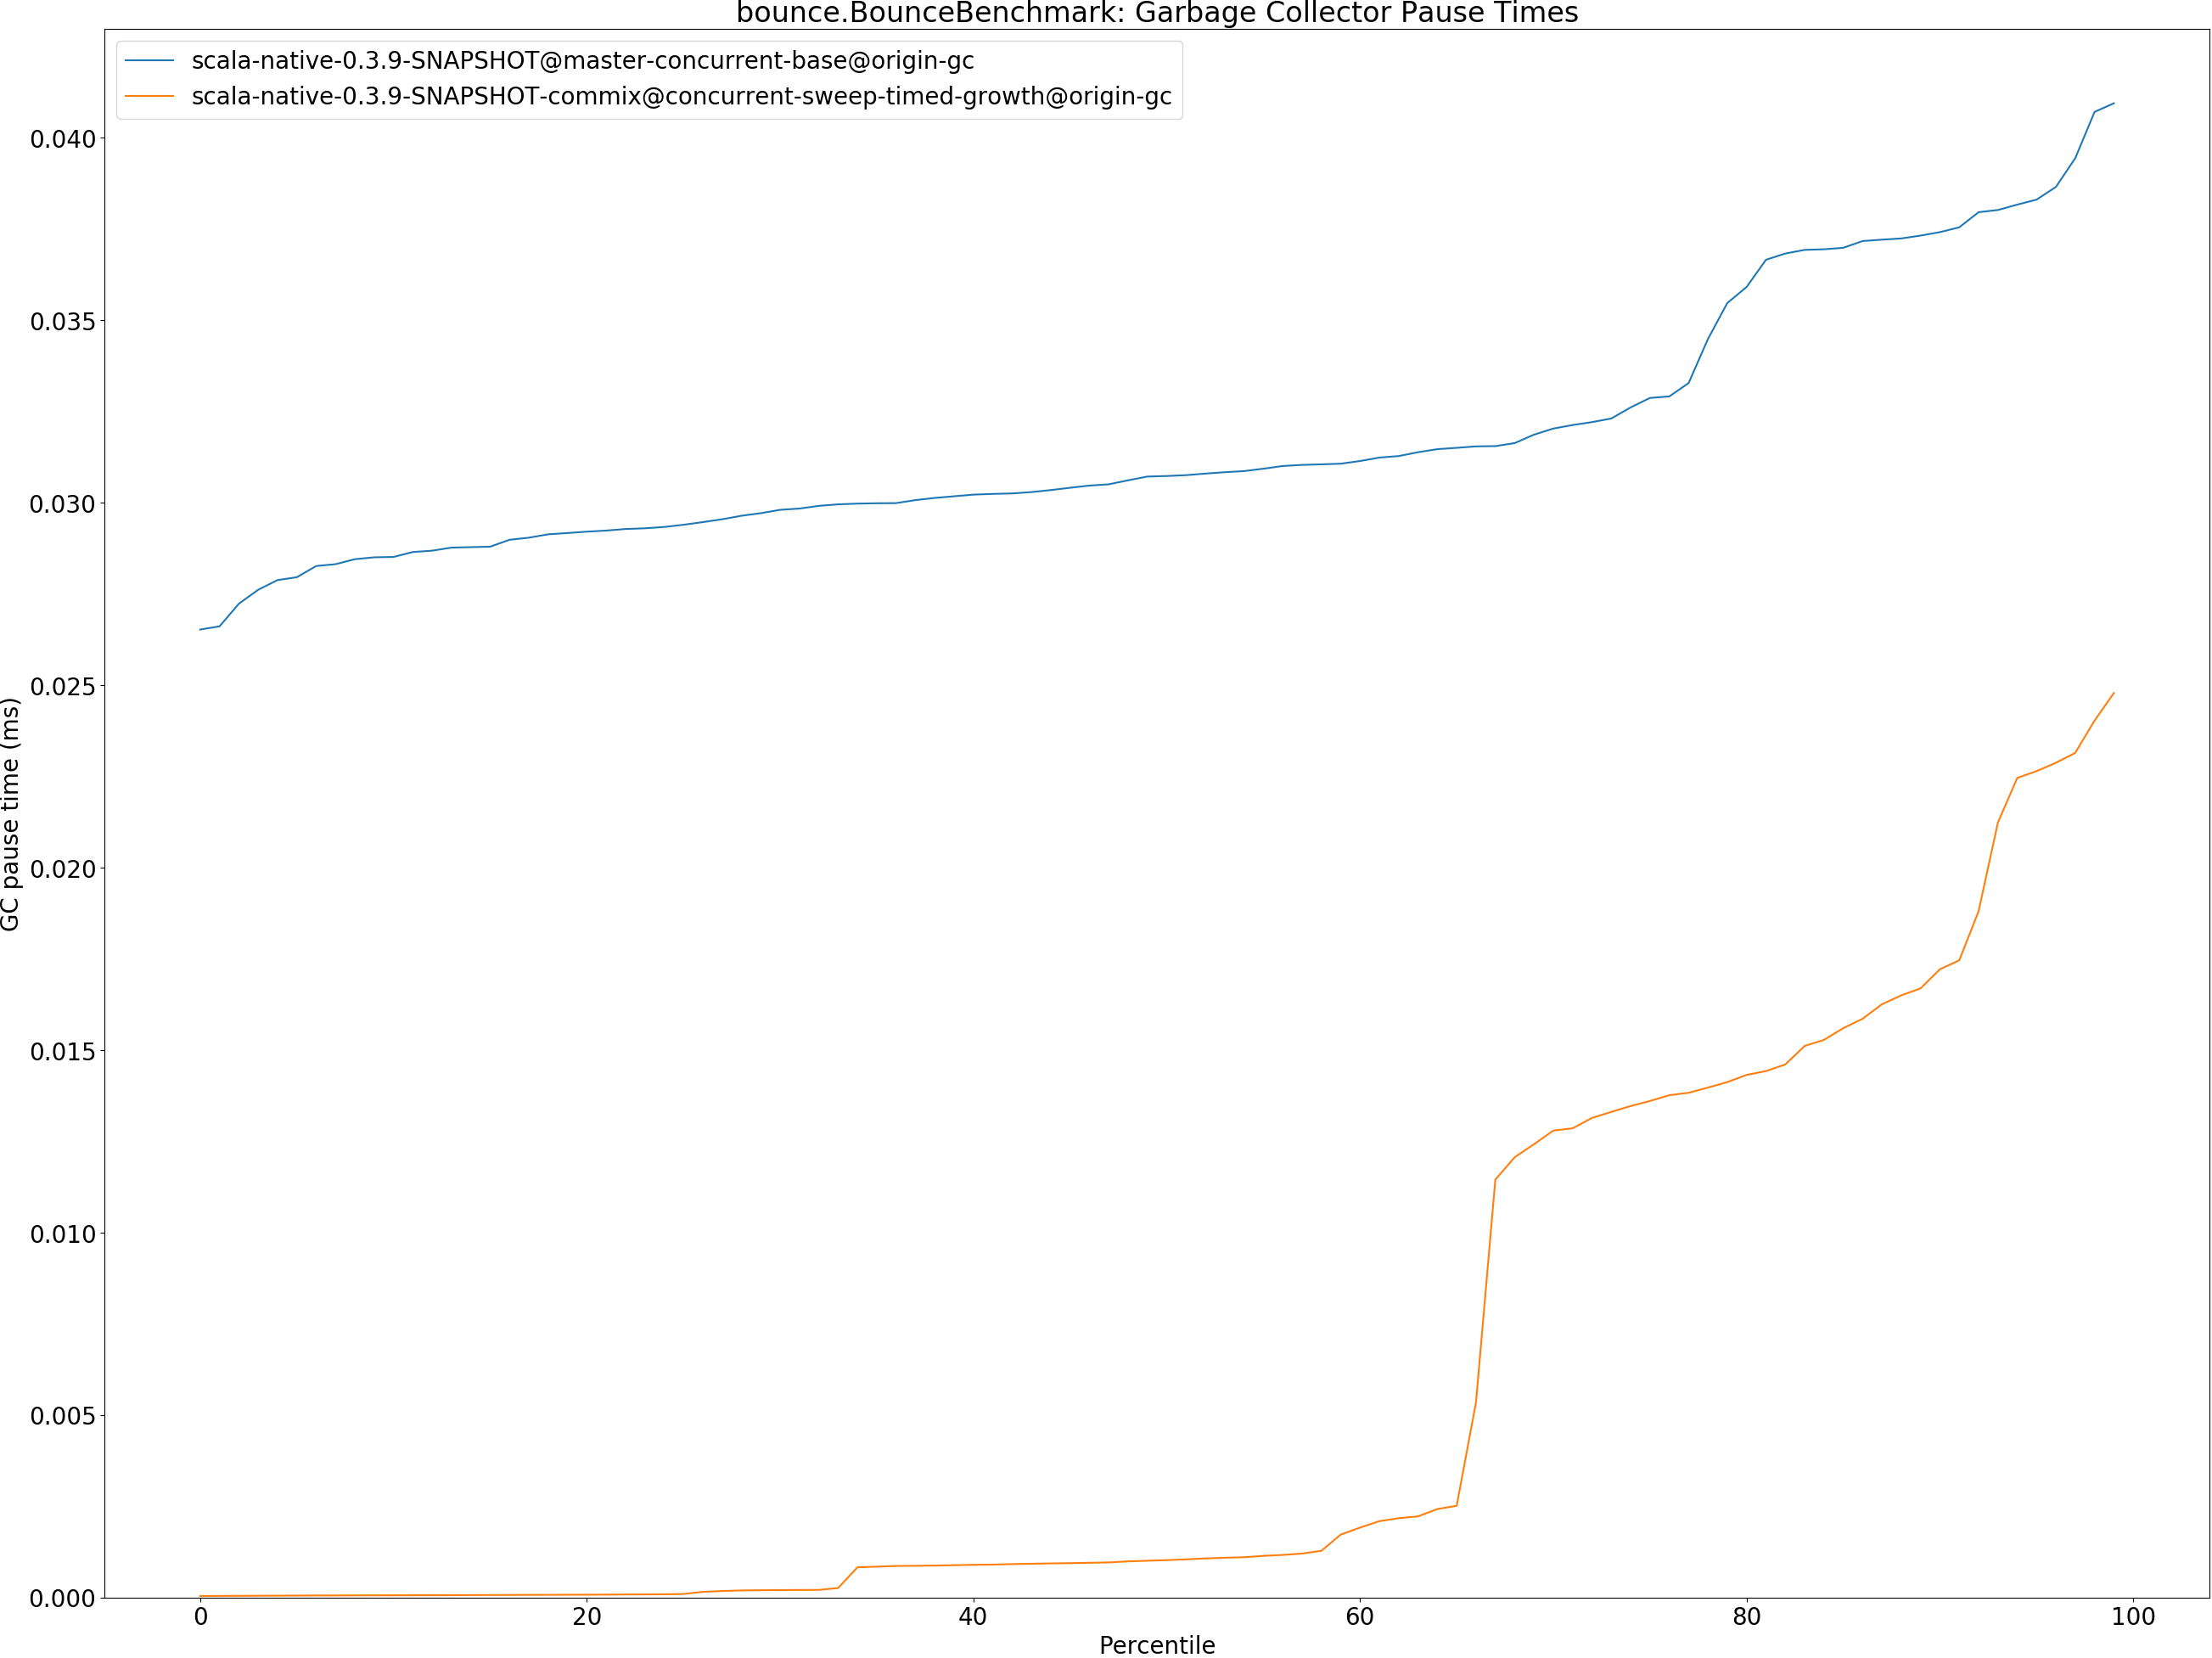 bounce.BounceBenchmark: Garbage Collector Pause Times
scala-native-0.3.9-SNAPSHOT@master-concurrent-base@origin-gc
scala-native-0.3.9-SNAPSHOT-commix@concurrent-sweep-timed-growth@origin-gc
0.040
0.035
0.030
0.025
0.020
0.015
0.010
0.005
0.000
GC pause time (ms)
0 20 40 60 80 100
Percentile